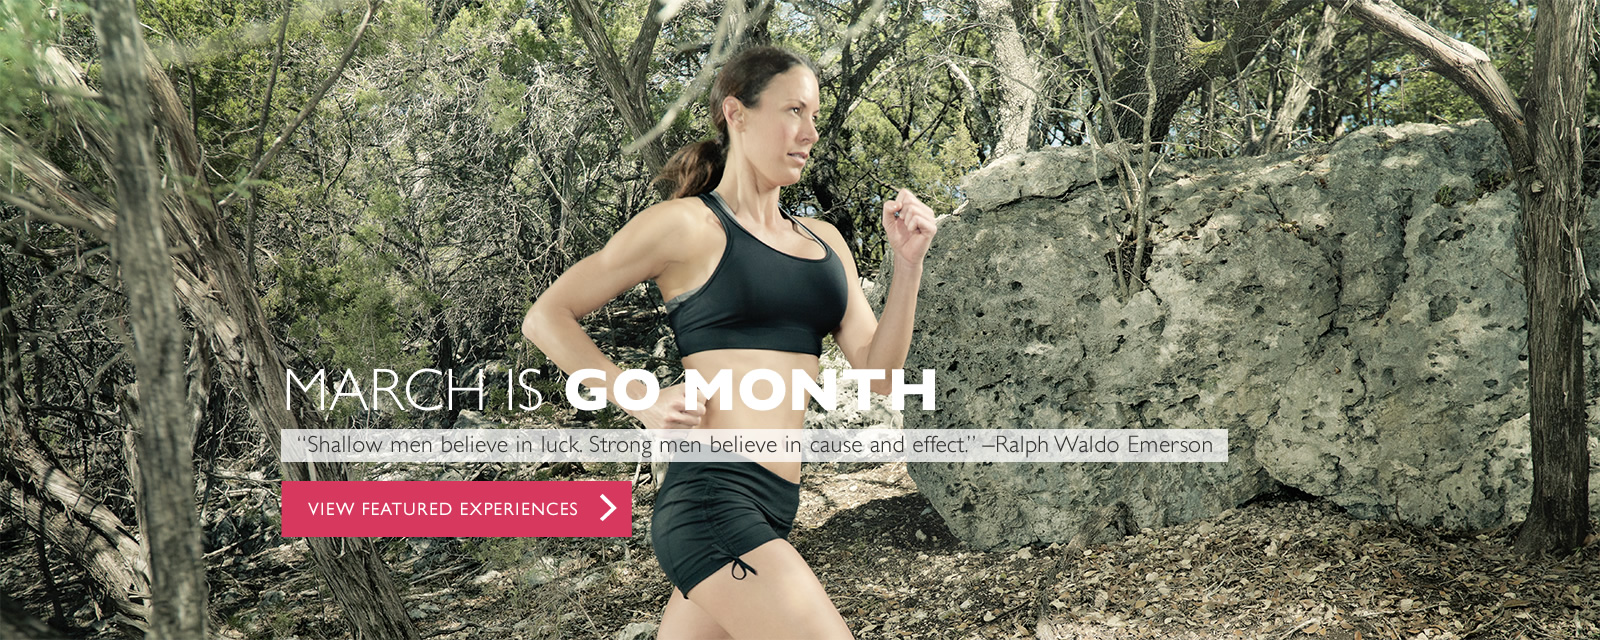 MARCH IS GO MONTH
“Shallow men believe in luck. Strong men believe in cause and effect.” –Ralph Waldo Emerson
VIEW FEATURED EXPERIENCES